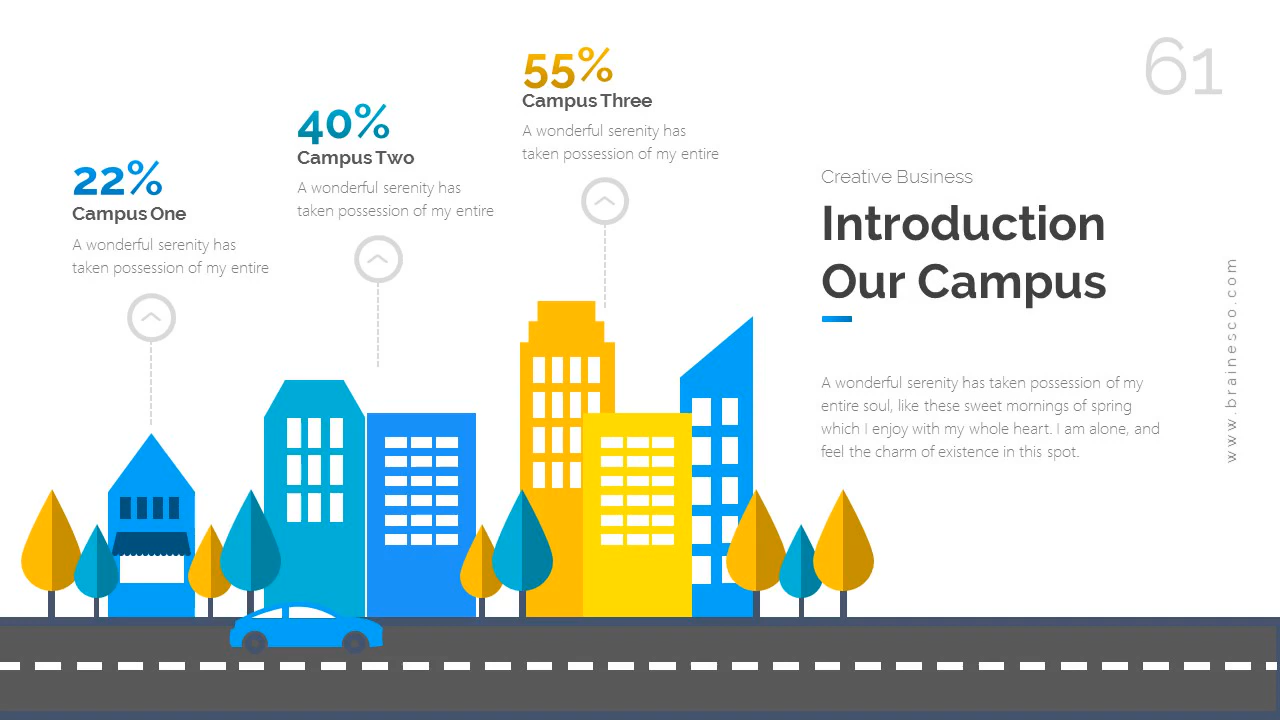 61
55%
Campus Three
A wonderful serenity has
taken possession of my entire
40%
Campus Two
A wonderful serenity has
taken possession of my entire
22%
Campus One
A wonderful serenity has
taken possession of my entire
Creative Business
Introduction
Our Campus
A wonderful serenity has taken possession of my
entire soul, like these sweet mornings of spring
which I enjoy with my whole heart. I am alone, and
feel the charm of existence in this spot.
www.brainesco.com